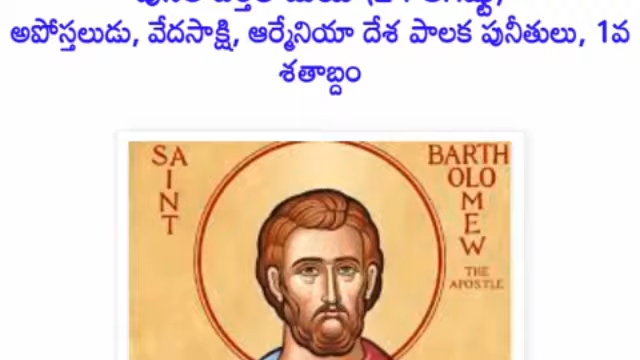 అపోస్తలుడు, వేదసాక్షి, ఆర్మేనియా దేశ పాలక పునీతులు, 1వ
శతాబ్దం
SAINT
BARTHOLOMEW
THE
APOSTLE